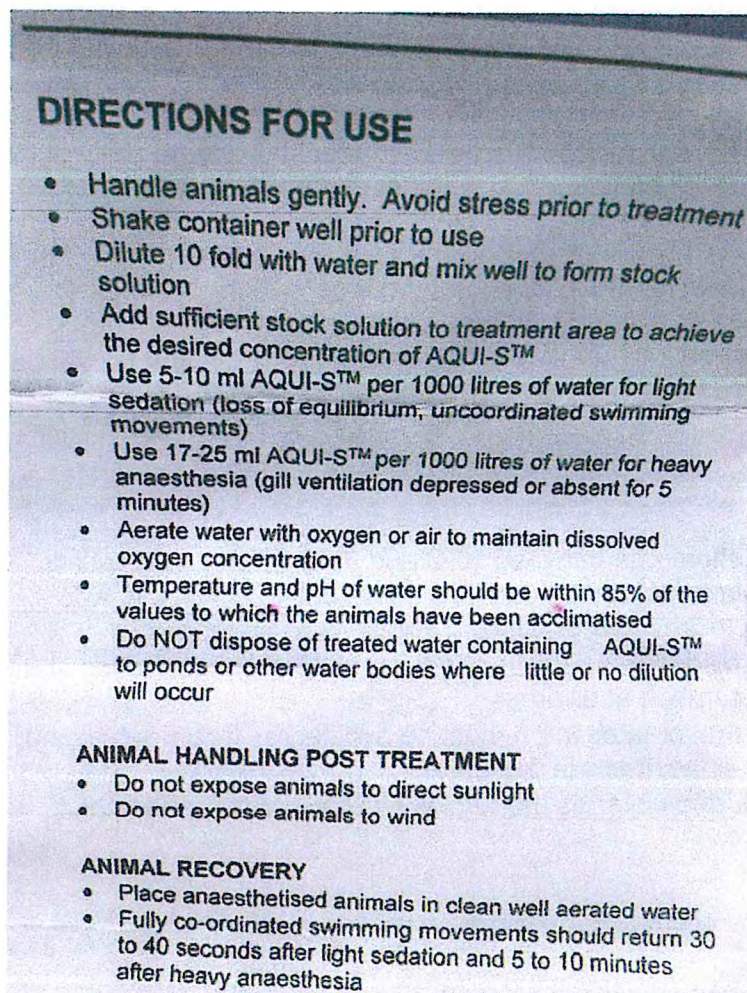 DIRECTIONS FOR USE
• Handle animals gently. Avoid stress prior to treatment
• Shake container well prior to use
• Dilute 10 fold with water and mix well to form stock
solution
• Add sufficient stock solution to treatment area to achieve
the desired concentration of AQUI-S™
• Use 5-10 ml AQUI-S™ per 1000 litres of water for light
sedation (loss of equilibrium, uncoordinated swimming
movements)
• Use 17-25 ml AQUI-S™ per 1000 litres of water for heavy
anaesthesia (gill ventilation depressed or absent for 5
minutes)
• Aerate water with oxygen or air to maintain dissolved
oxygen concentration
• Temperature and pH of water should be within 85% of the
values to which the animals have been acclimatised
• Do NOT dispose of treated water containing AQUI-S™
to ponds or other water bodies where little or no dilution
will occur
ANIMAL HANDLING POST TREATMENT
• Do not expose animals to direct sunlight
• Do not expose animals to wind
ANIMAL RECOVERY
• Place anaesthetised animals in clean well aerated water
• Fully co-ordinated swimming movements should return 30
to 40 seconds after light sedation and 5 to 10 minutes
after heavy anaesthesia